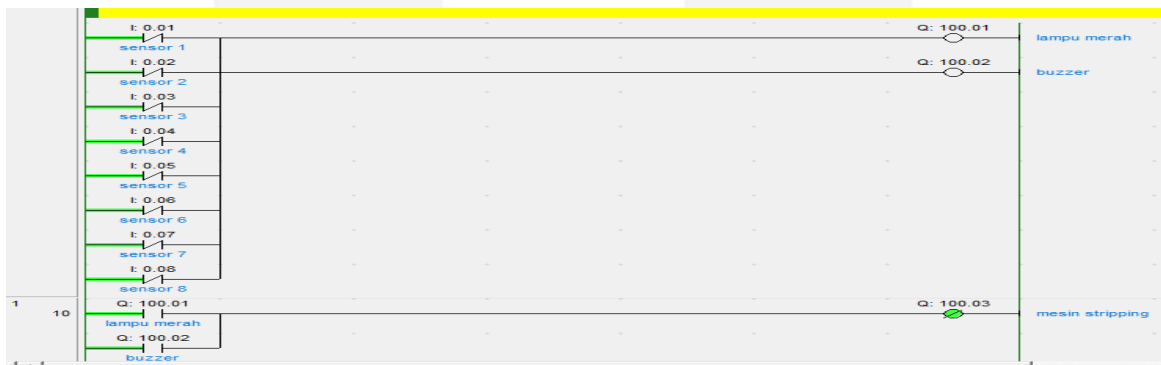 I: 0.01 Q: 100.01
sensor 1 lampu merah
I: 0.02 Q: 100.02
sensor 2 buzzer
I: 0.03
sensor 3
I: 0.04
sensor 4
I: 0.05
sensor 5
I: 0.06
sensor 6
I: 0.07
sensor 7
I: 0.08
sensor 8
1 Q: 100.01 Q: 100.03
10 mesin stripping
lampu merah
Q: 100.02
buzzer